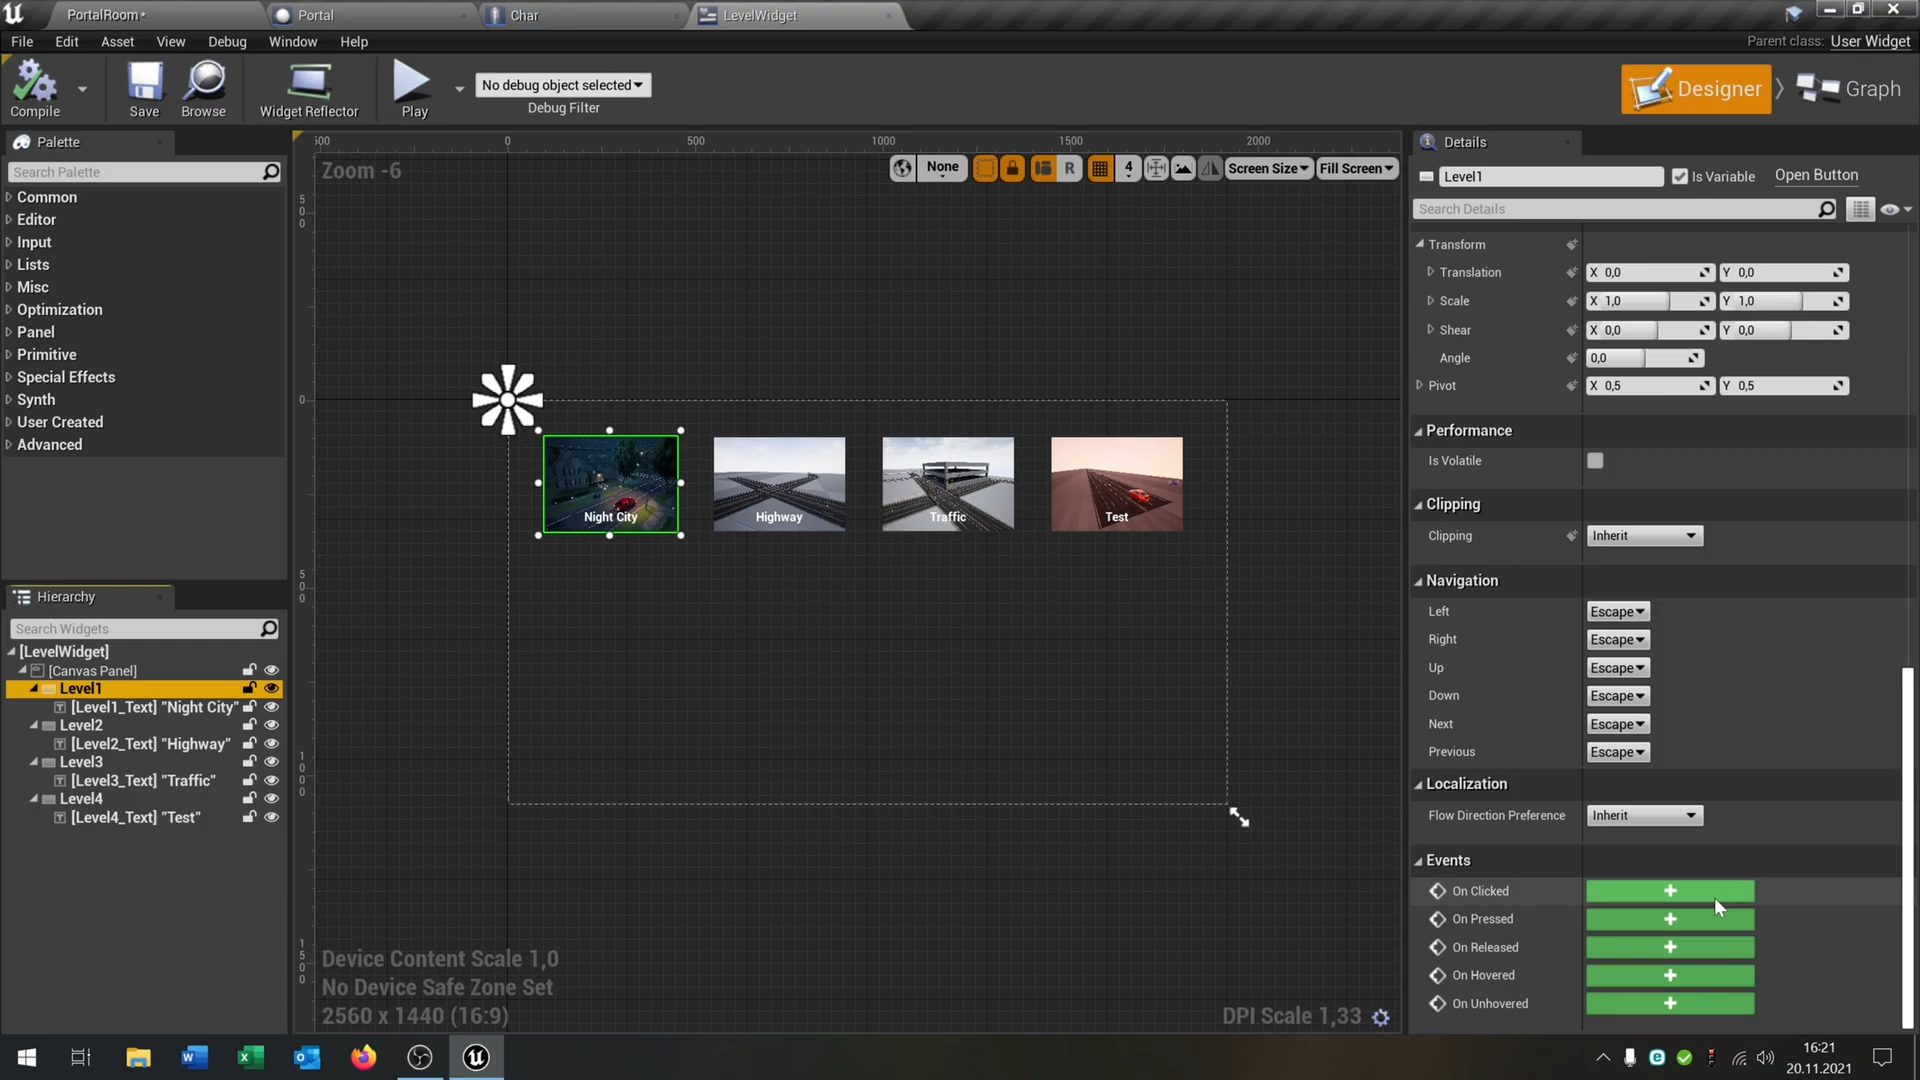 PortalRoom*
Portal
Char
LevelWidget
File
Edit
Asset
View
Debug
Window
Help
Parent class:
User Widget
Compile
Save
Browse
Widget Reflector
Play
No debug object selected
Debug Filter
Designer
Graph
Palette
Search Palette
Common
Editor
Input
Lists
Misc
Optimization
Panel
Primitive
Special Effects
Synth
User Created
Advanced
Hierarchy
Search Widgets
[LevelWidget]
[Canvas Panel]
Level1
[Level1_Text] "Night City"
Level2
[Level2_Text] "Highway"
Level3
[Level3_Text] "Traffic"
Level4
[Level4_Text] "Test"
500
0
500
1000
1500
2000
Zoom -6
None
R
4
Screen Size
Fill Screen
500
0
500
1000
1500
Night City
Highway
Traffic
Test
Device Content Scale 1,0
No Device Safe Zone Set
2560 x 1440 (16:9)
DPI Scale 1,33
Details
Level1
Is Variable
Open Button
Search Details
Transform
Translation
X 0,0
Y 0,0
Scale
X 1,0
Y 1,0
Shear
X 0,0
Y 0,0
Angle
0,0
Pivot
X 0,5
Y 0,5
Performance
Is Volatile
Clipping
Clipping
Inherit
Navigation
Left
Escape
Right
Escape
Up
Escape
Down
Escape
Next
Escape
Previous
Escape
Localization
Flow Direction Preference
Inherit
Events
On Clicked
On Pressed
On Released
On Hovered
On Unhovered
16:21
20.11.2021